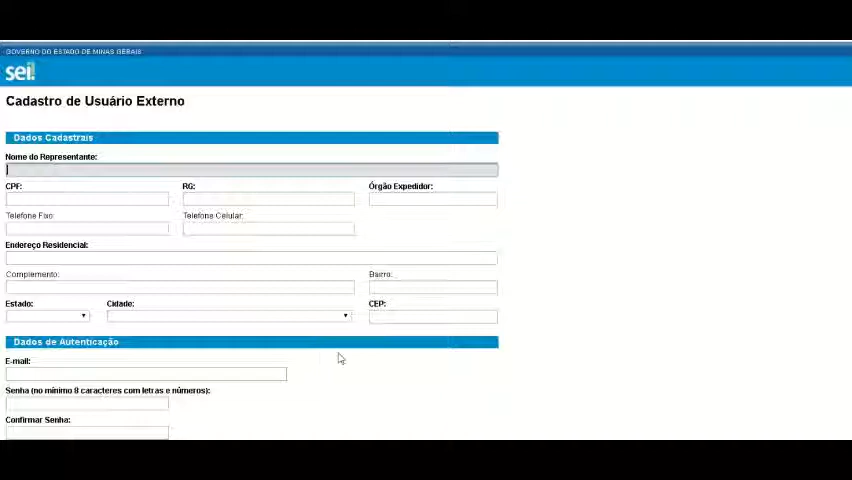 GOVERNO DO ESTADO DE MINAS GERAIS
sei!
Cadastro de Usuário Externo
Dados Cadastrais
Nome do Representante:
CPF: RG: Órgão Expedidor:
Telefone Fixo: Telefone Celular:
Endereço Residencial:
Complemento: Bairro:
Estado: Cidade: CEP:
Dados de Autenticação
E-mail:
Senha (no mínimo 8 caracteres com letras e números):
Confirmar Senha: